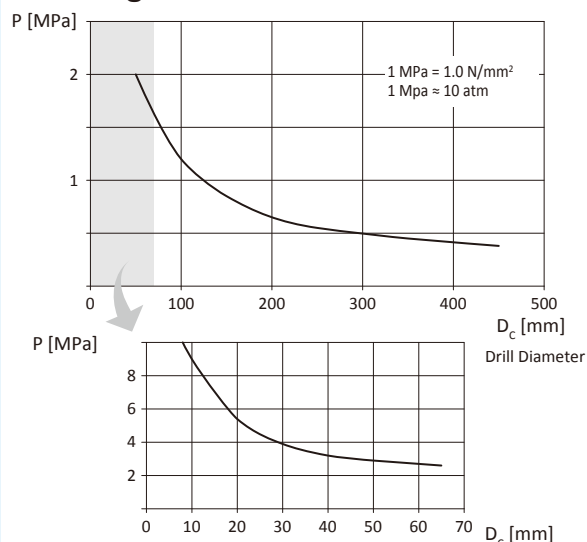 P [MPa]
2
1
1 MPa = 1.0 N/mm²
1 Mpa ≈ 10 atm
0 100 200 300 400 500
D_c [mm]
Drill Diameter
P [MPa]
8
6
4
2
0 10 20 30 40 50 60 70
D_c [mm]